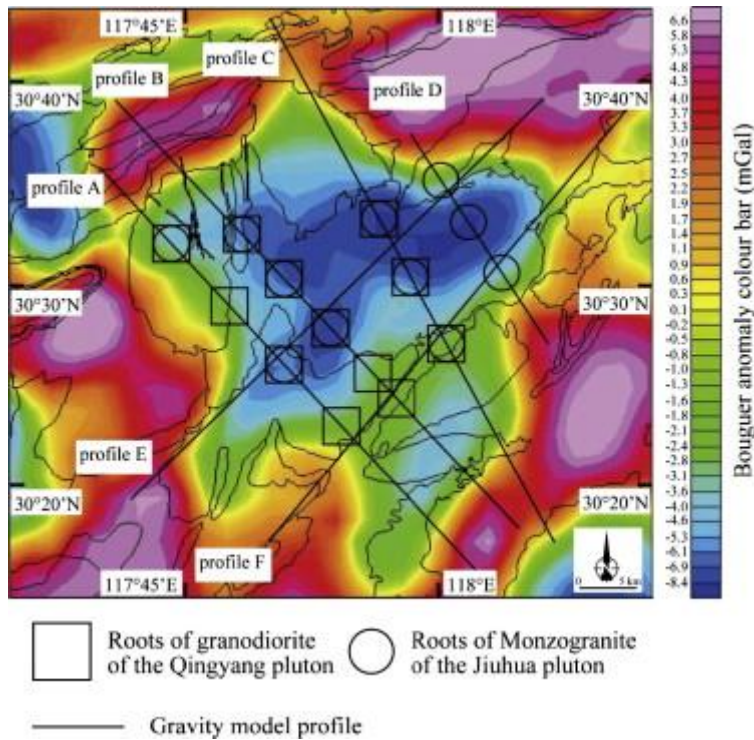 117°45'E
118°E
profile C
profile B
profile D
30°40'N
30°40'N
profile A
30°30'N
30°30'N
profile E
30°20'N
30°20'N
profile F
117°45'E
118°E
N
0 5 km
6.6
5.8
5.3
4.8
4.3
4.0
3.7
3.3
3.0
2.7
2.5
2.2
1.9
1.6
1.4
1.1
0.9
0.6
0.3
0.1
-0.2
-0.5
-0.8
-1.0
-1.3
-1.6
-1.8
-2.1
-2.4
-2.8
-3.1
-3.6
-4.0
-4.6
-5.3
-6.1
-6.9
-8.4
Bouguer anomaly colour bar (mGal)
Roots of granodiorite
of the Qingyang pluton
Roots of Monzogranite
of the Jiuhua pluton
Gravity model profile